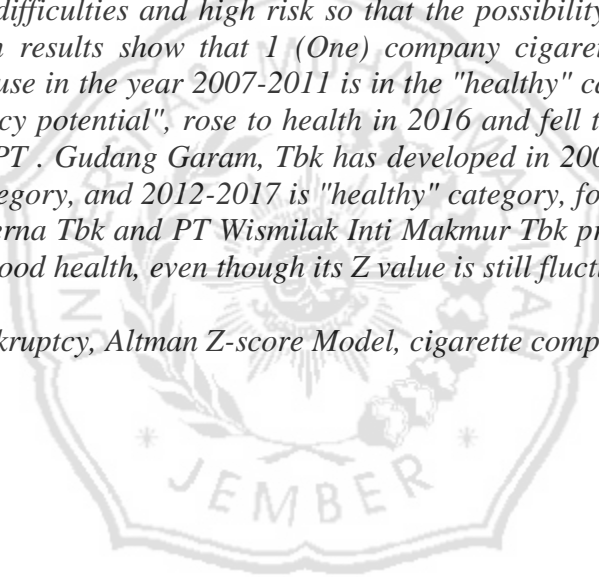 difficulties and high risk so that the possibility
results show that 1 (One) company cigaret
use in the year 2007-2011 is in the "healthy" ca
cy potential", rose to health in 2016 and fell t
PT . Gudang Garam, Tbk has developed in 200
egory, and 2012-2017 is "healthy" category, fo
erna Tbk and PT Wismilak Inti Makmur Tbk pr
ood health, even though its Z value is still fluct
kruptcy, Altman Z-score Model, cigarette comp
JEMBER